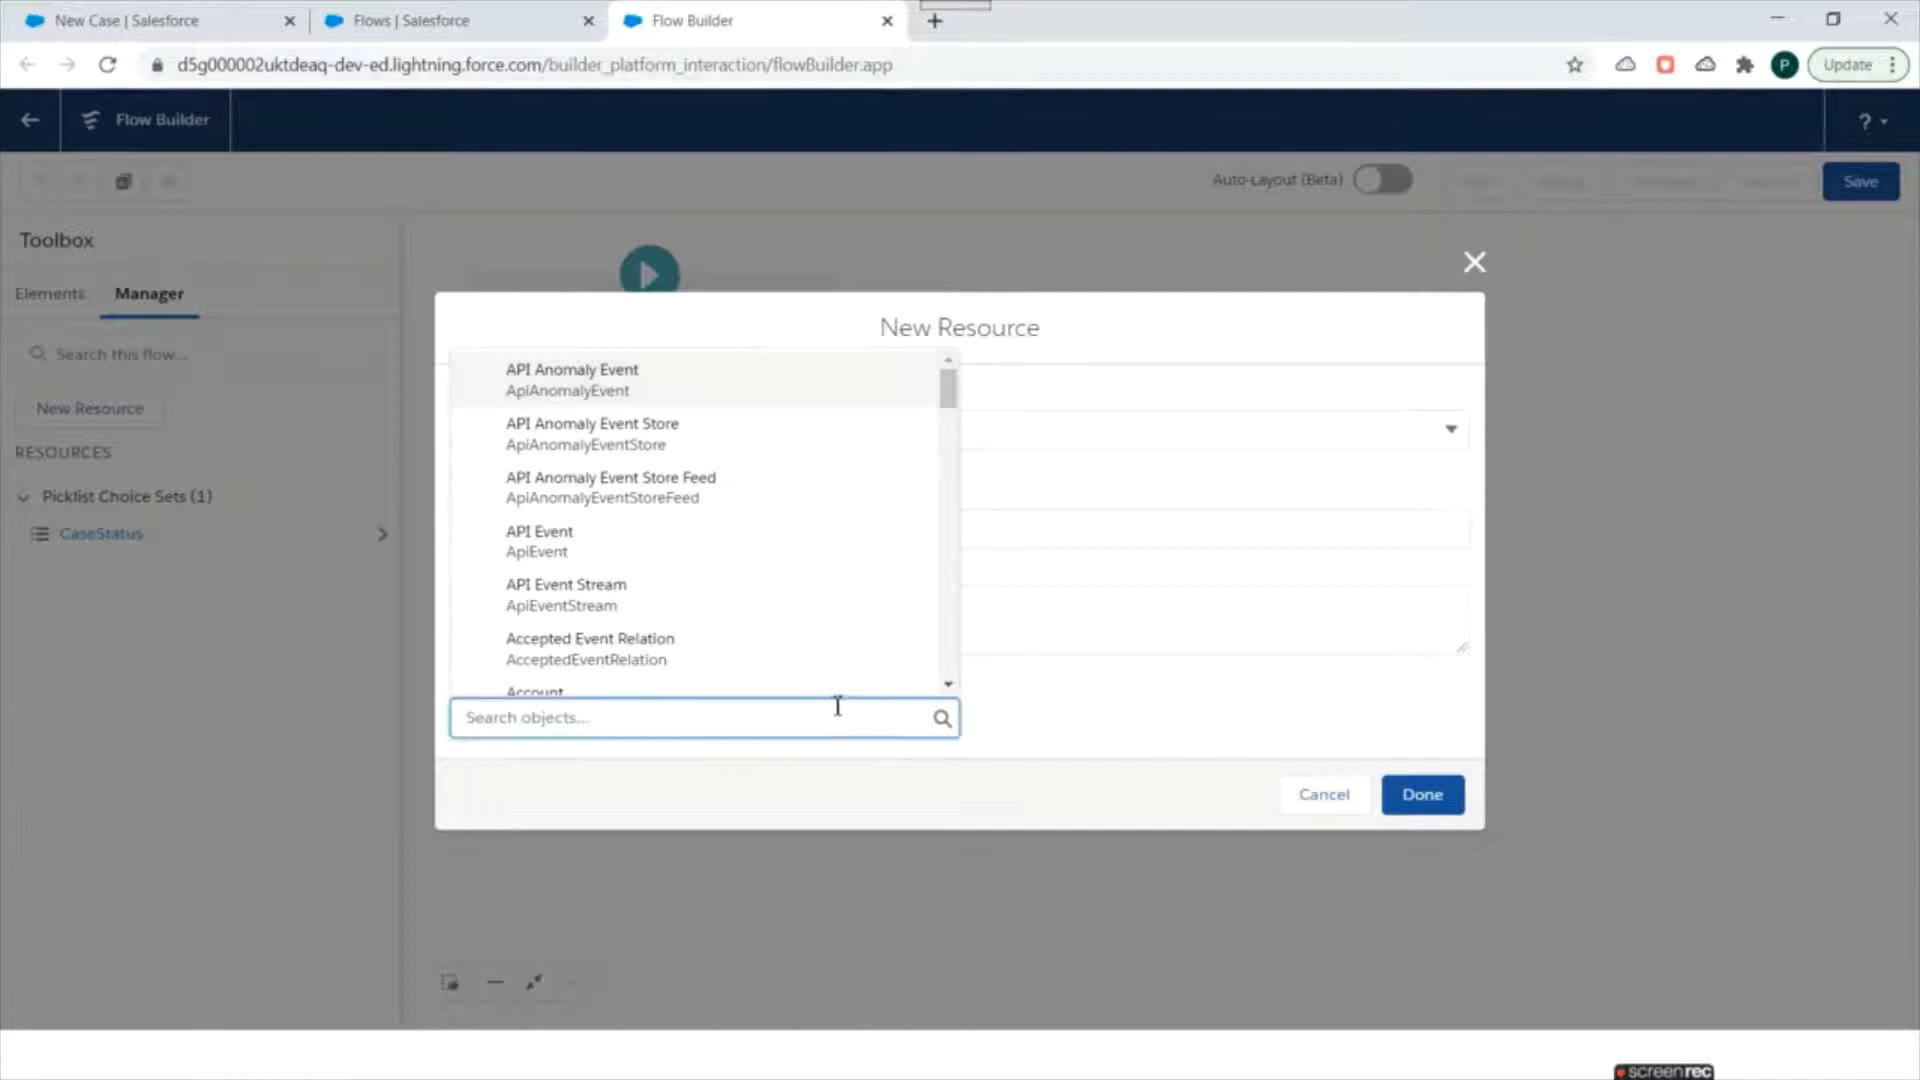 New Case | Salesforce
Flows | Salesforce
Flow Builder
d5g000002uktdeaq-dev-ed.lightning.force.com/builder_platform_interaction/flowBuilder.app
P
Update
Flow Builder
?
Auto-Layout (Beta)
Save
Toolbox
Elements
Manager
Search this flow...
New Resource
RESOURCES
Picklist Choice Sets (1)
CaseStatus
New Resource
API Anomaly Event
ApiAnomalyEvent
API Anomaly Event Store
ApiAnomalyEventStore
API Anomaly Event Store Feed
ApiAnomalyEventStoreFeed
API Event
ApiEvent
API Event Stream
ApiEventStream
Accepted Event Relation
AcceptedEventRelation
Account
Search objects...
Cancel
Done
screenrec